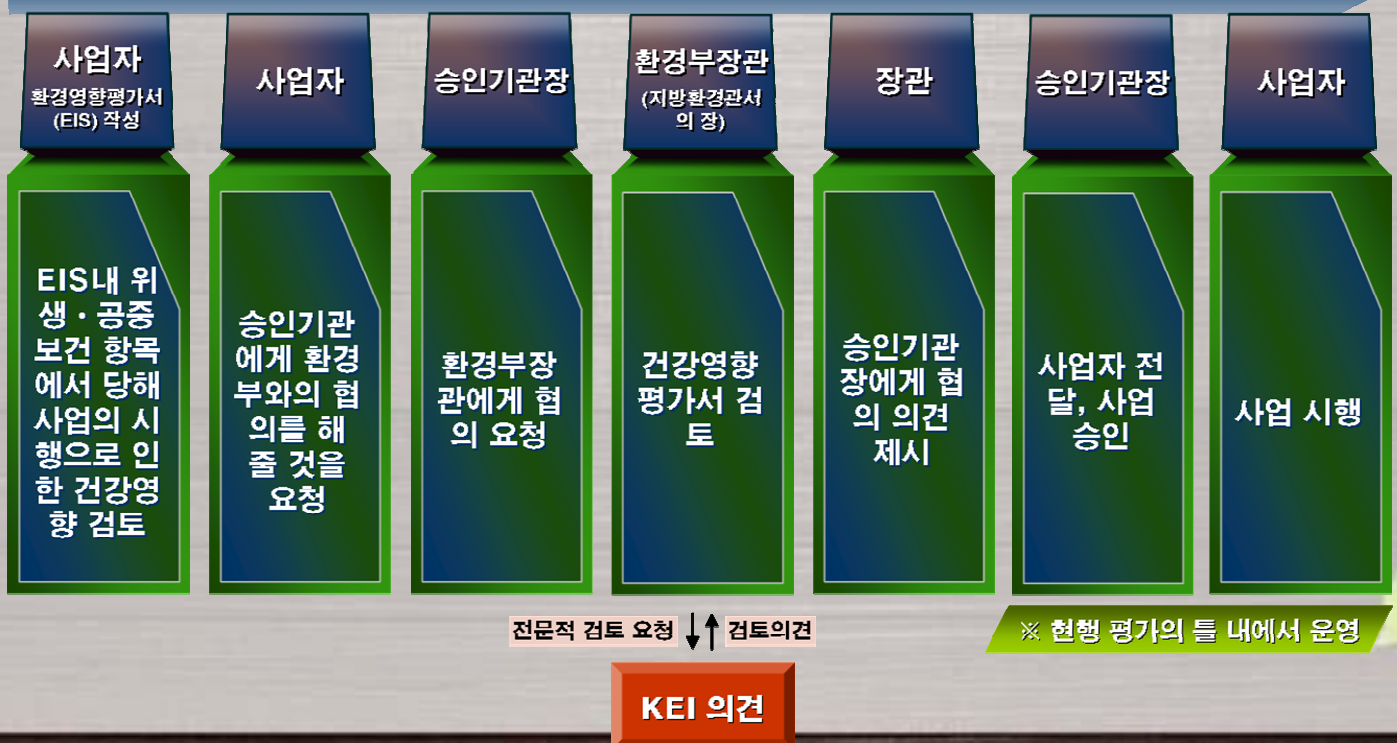 사업자
환경영향평가서
(EIS) 작성
EIS내 위
생·공중
보건 항목
에서 당해
사업의 시
행으로 인
한 건강영
향 검토
사업자
승인기관
에게 환경
부와의 협
의를 해
줄 것을
요청
승인기관장
환경부장
관에게 협
의 요청
환경부장관
(지방환경관서
의 장)
건강영향
평가서 검
토
장관
승인기관
장에게 협
의 의견
제시
승인기관장
사업자 전
달, 사업
승인
사업자
사업 시행
전문적 검토 요청
검토의견
※ 현행 평가의 틀 내에서 운영
KEI 의견